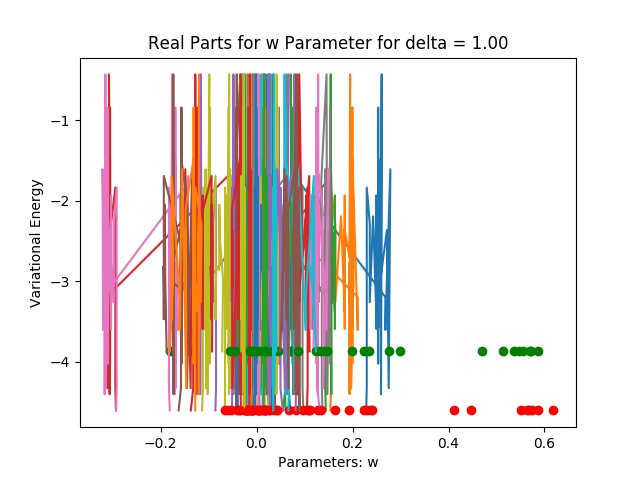 Real Parts for w Parameter for delta = 1.00
Variational Energy
−1
−2
−3
−4
−0.2 0.0 0.2 0.4 0.6
Parameters: w